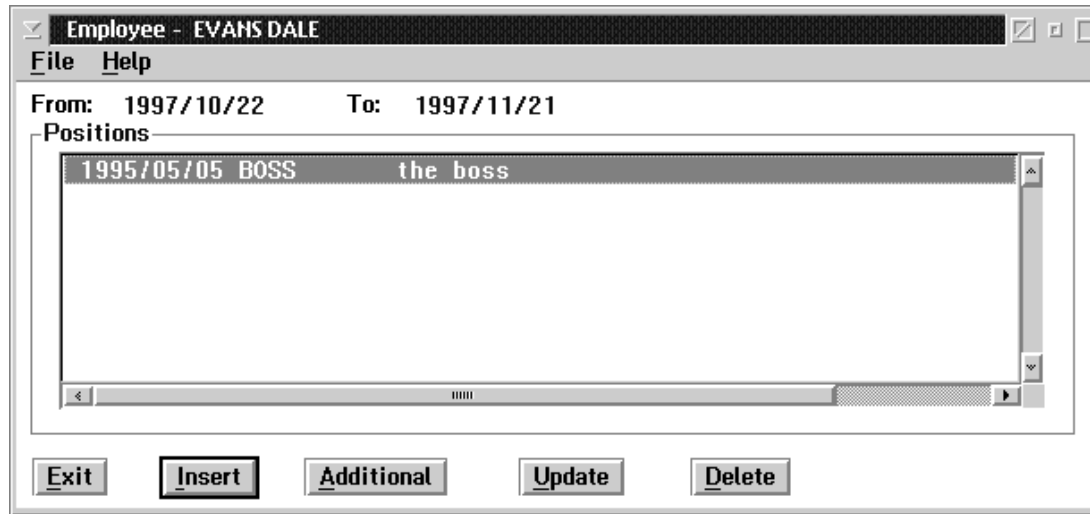 Employee - EVANS DALE
File Help
From: 1997/10/22 To: 1997/11/21
Positions
1995/05/05 BOSS the boss
Exit Insert Additional Update Delete